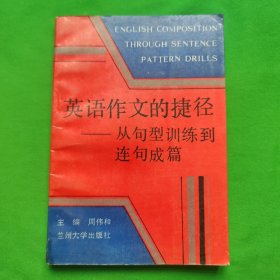 ENGLISH COMPOSITION
THROUGH SENTENCE
PATTERN DRILLS
英语作文的捷径
——从句型训练到
连句成篇
主编 周伟和
兰州大学出版社